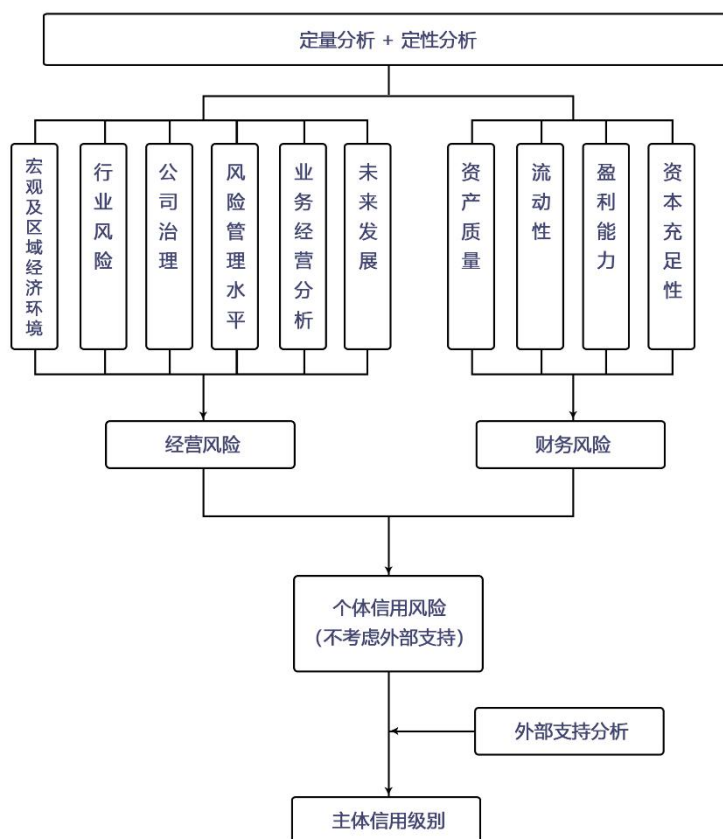 定量分析 + 定性分析
宏观及区域经济环境
行业风险
公司治理
风险管理水平
业务经营分析
未来发展
资产质量
流动性
盈利能力
资本充足性
经营风险
财务风险
个体信用风险
（不考虑外部支持）
外部支持分析
主体信用级别